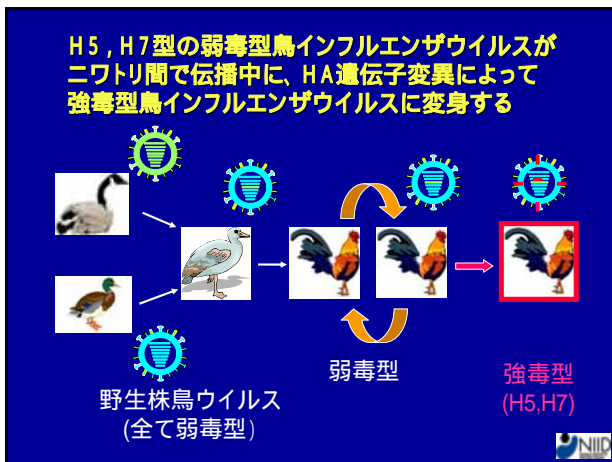 H5，H7型の弱毒型鳥インフルエンザウイルスが
ニワトリ間で伝播中に、HA遺伝子変異によって
強毒型鳥インフルエンザウイルスに変身する
弱毒型
強毒型
(H5,H7)
野生株鳥ウイルス
(全て弱毒型)
NIID